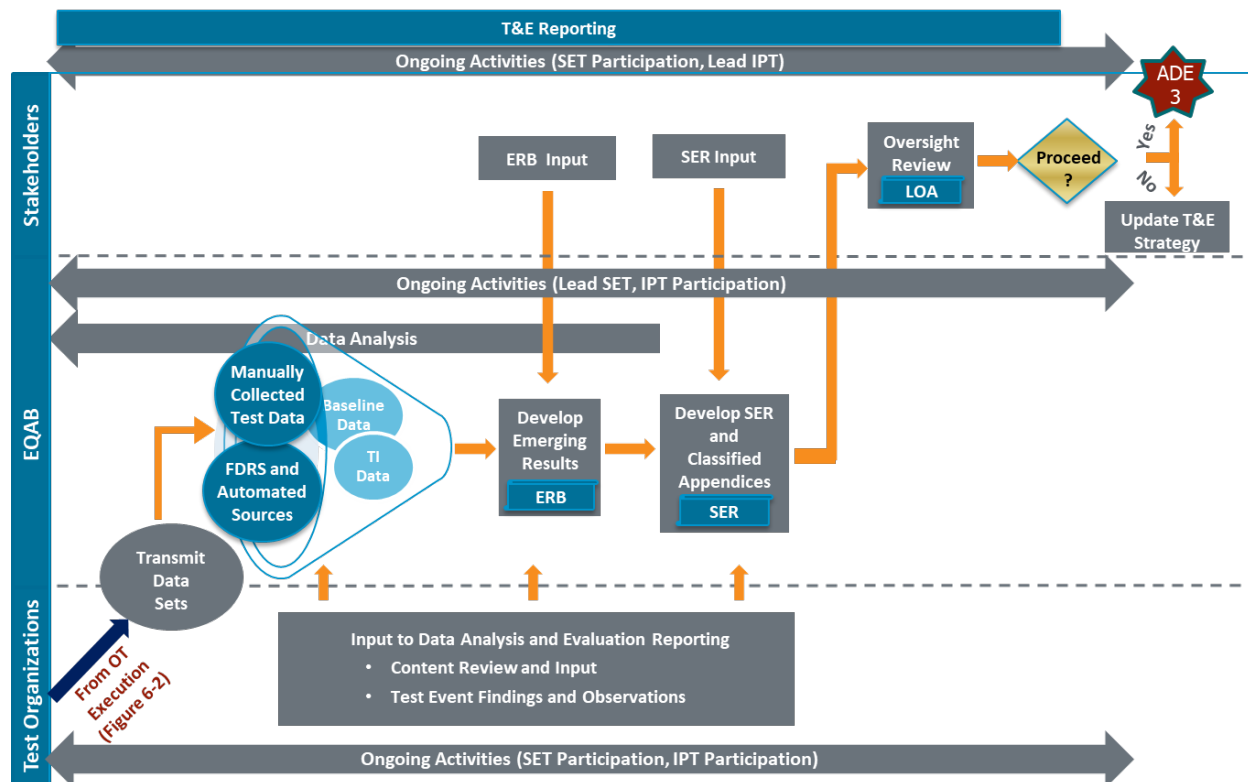 T&E Reporting
Ongoing Activities (SET Participation, Lead IPT)
ADE
3
Stakeholders
ERB Input
SER Input
Oversight
Review
LOA
Proceed
?
Yes
No
Update T&E
Strategy
Ongoing Activities (Lead SET, IPT Participation)
EQAB
Data Analysis
Manually
Collected
Test Data
Baseline
Data
TI
Data
FDRS and
Automated
Sources
Develop
Emerging
Results
ERB
Develop SER
and
Classified
Appendices
SER
Transmit
Data
Sets
Test Organizations
From OT
Execution
(Figure 6-2)
Input to Data Analysis and Evaluation Reporting
• Content Review and Input
• Test Event Findings and Observations
Ongoing Activities (SET Participation, IPT Participation)